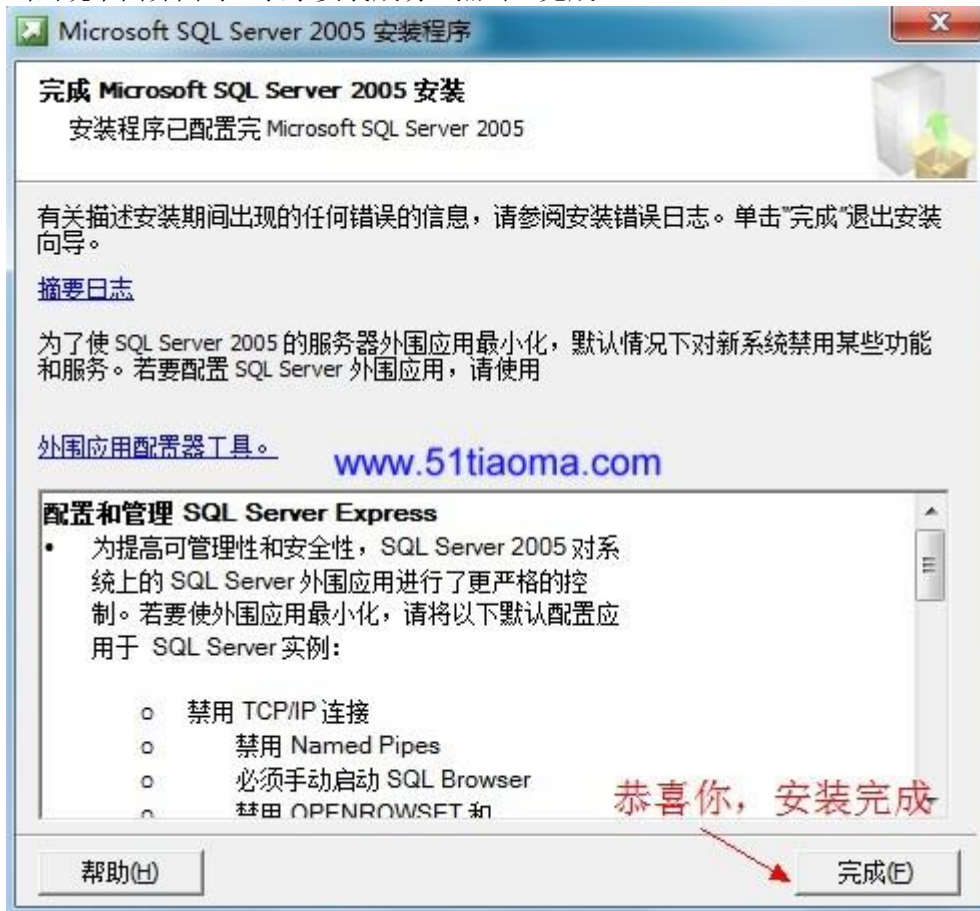 Microsoft SQL Server 2005 安装程序
完成 Microsoft SQL Server 2005 安装
安装程序已配置完 Microsoft SQL Server 2005
有关描述安装期间出现的任何错误的信息，请参阅安装错误日志。单击"完成"退出安装
向导。
摘要日志
为了使 SQL Server 2005 的服务器外围应用最小化，默认情况下对新系统禁用某些功能
和服务。若要配置 SQL Server 外围应用，请使用
外围应用配置器工具。
www.51tiaoma.com
配置和管理 SQL Server Express
• 为提高可管理性和安全性，SQL Server 2005 对系
统上的 SQL Server 外围应用进行了更严格的控
制。若要使外围应用最小化，请将以下默认配置应
用于 SQL Server 实例：
o 禁用 TCP/IP 连接
o 禁用 Named Pipes
o 必须手动启动 SQL Browser
o 禁用 OPENROWSET 和
恭喜你，安装完成
帮助(H)
完成(F)